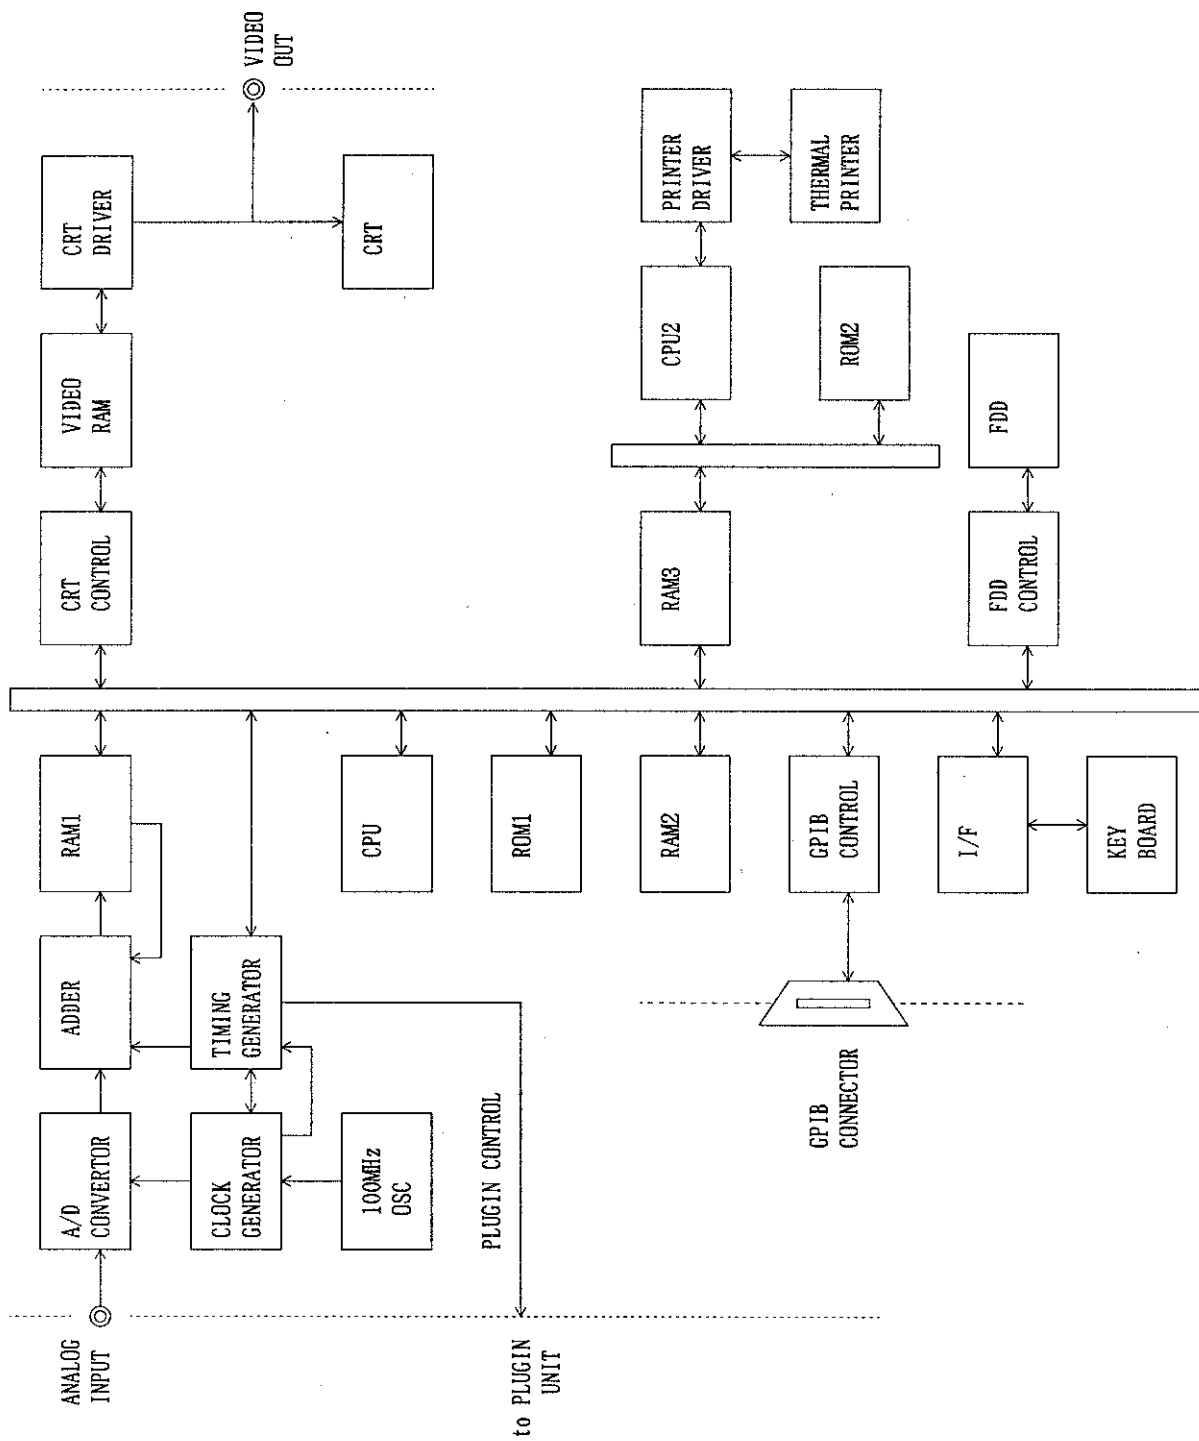 ANALOG
INPUT
A/D
CONVERTOR
ADDER
RAM1
CRT
CONTROL
VIDEO
RAM
CRT
DRIVER
VIDEO
OUT
CLOCK
GENERATOR
TIMING
GENERATOR
CRT
100MHz
OSC
CPU
PLUGIN CONTROL
to PLUGIN
UNIT
ROM1
RAM2
RAM3
CPU2
PRINTER
DRIVER
GPIB
CONNECTOR
GPIB
CONTROL
ROM2
THERMAL
PRINTER
I/F
FDD
CONTROL
FDD
KEY
BOARD